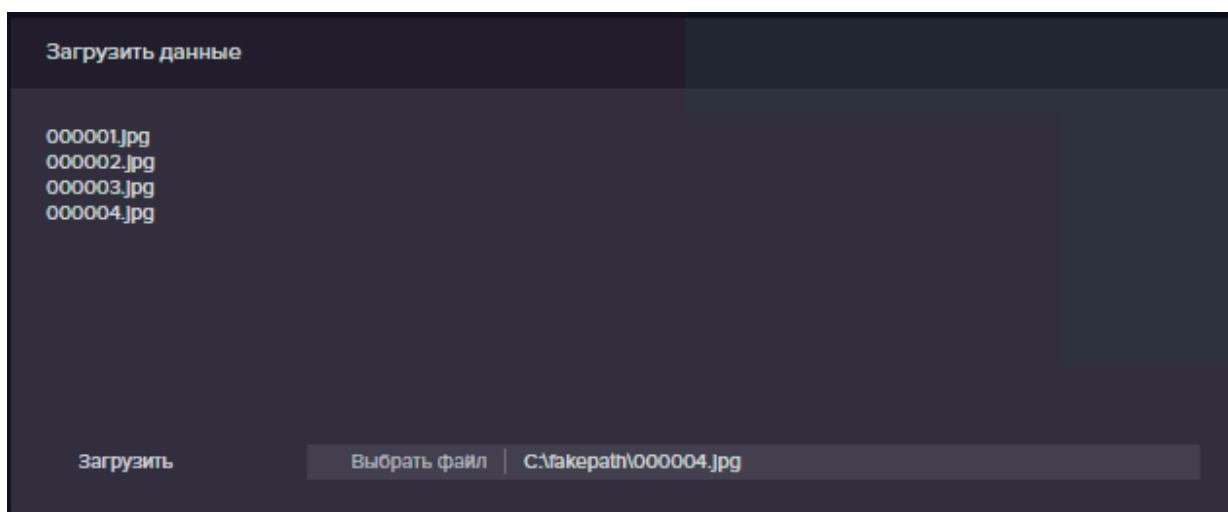 Загрузить данные
000001.jpg
000002.jpg
000003.jpg
000004.jpg
Загрузить
Выбрать файл
C:\fakepath\000004.jpg